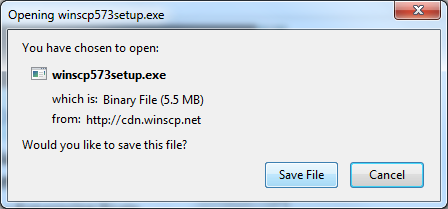 Opening winscp573setup.exe
You have chosen to open:
winscp573setup.exe
which is: Binary File (5.5 MB)
from: http://cdn.winscp.net
Would you like to save this file?
Save File Cancel